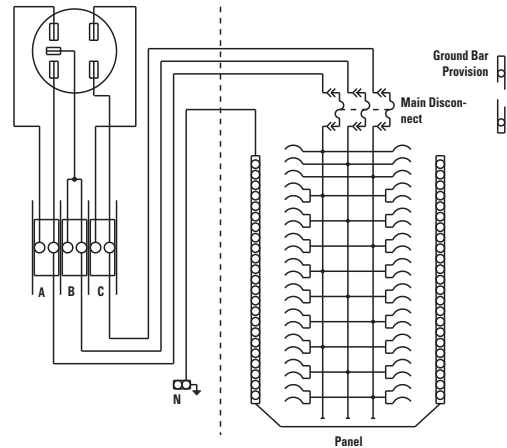 Ground Bar
Provision
Main Discon-
nect
A
B
C
N
Panel